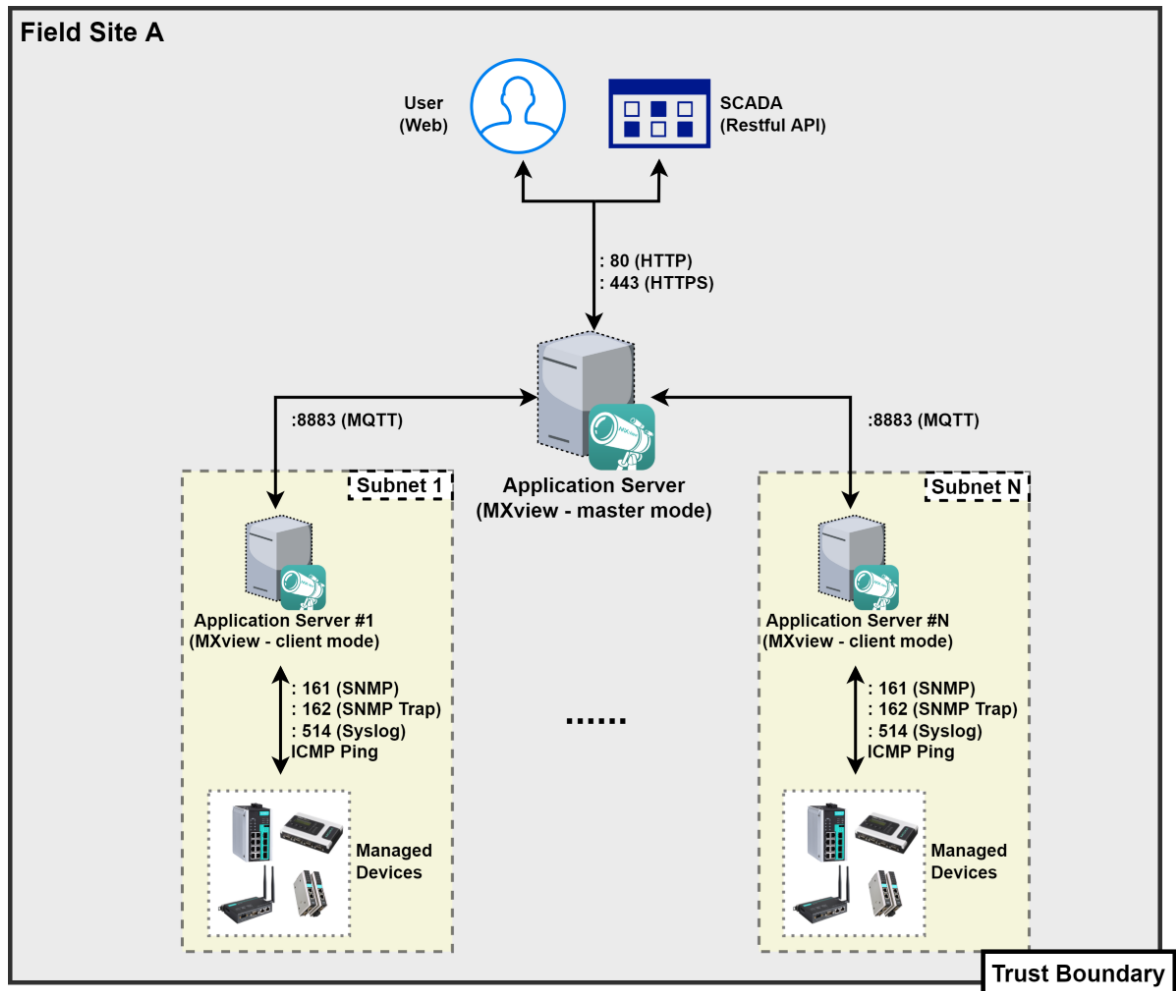 Field Site A
User
(Web)
SCADA
(Restful API)
: 80 (HTTP)
: 443 (HTTPS)
:8883 (MQTT)
:8883 (MQTT)
Application Server
(MXview - master mode)
Subnet 1
Application Server #1
(MXview - client mode)
: 161 (SNMP)
: 162 (SNMP Trap)
: 514 (Syslog)
ICMP Ping
Managed
Devices
......
Subnet N
Application Server #N
(MXview - client mode)
: 161 (SNMP)
: 162 (SNMP Trap)
: 514 (Syslog)
ICMP Ping
Managed
Devices
Trust Boundary